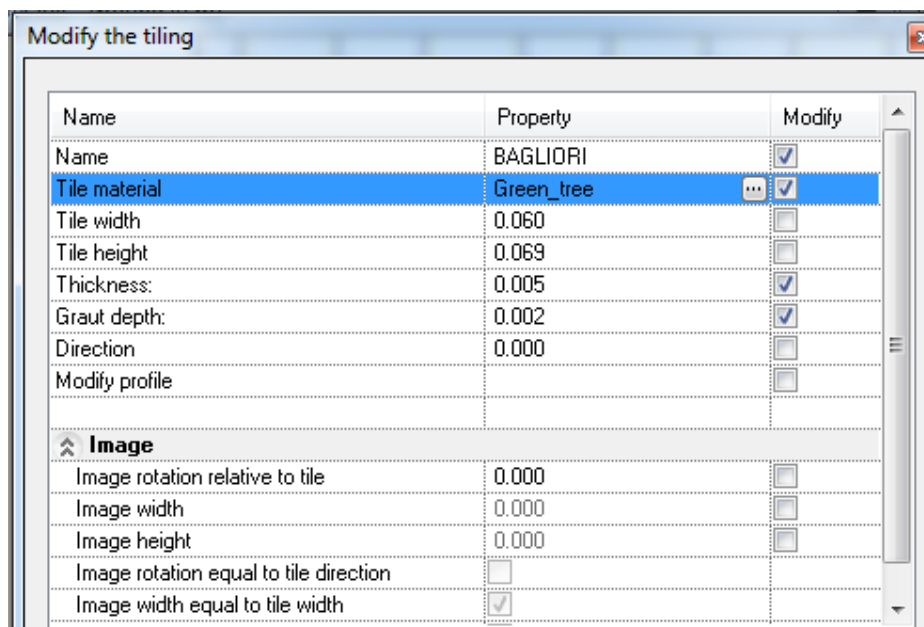 Modify the tiling
Name Property Modify
Name BAGLIORI
Tile material Green_tree ...
Tile width 0.060
Tile height 0.069
Thickness: 0.005
Graut depth: 0.002
Direction 0.000
Modify profile
Image
Image rotation relative to tile 0.000
Image width 0.000
Image height 0.000
Image rotation equal to tile direction
Image width equal to tile width